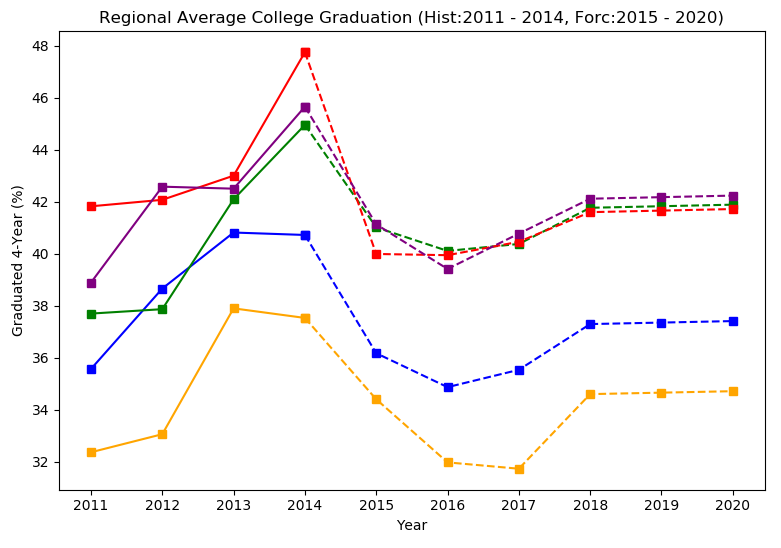 Regional Average College Graduation (Hist:2011 - 2014, Forc:2015 - 2020)
Graduated 4-Year (%)
48
46
44
42
40
38
36
34
32
2011 2012 2013 2014 2015 2016 2017 2018 2019 2020
Year